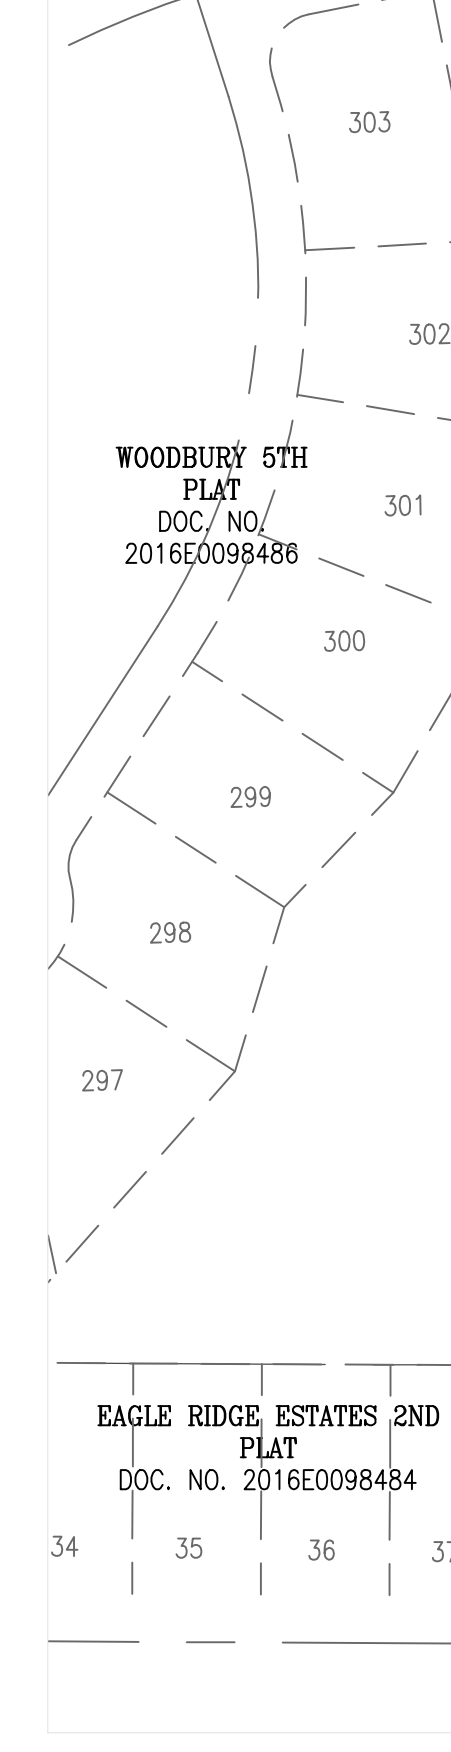 303
302
WOODBURY 5TH
PLAT
DOC. NO.
2016E0098486
301
300
299
298
297
EAGLE RIDGE ESTATES 2ND
PLAT
DOC. NO. 2016E0098484
34 35 36 37